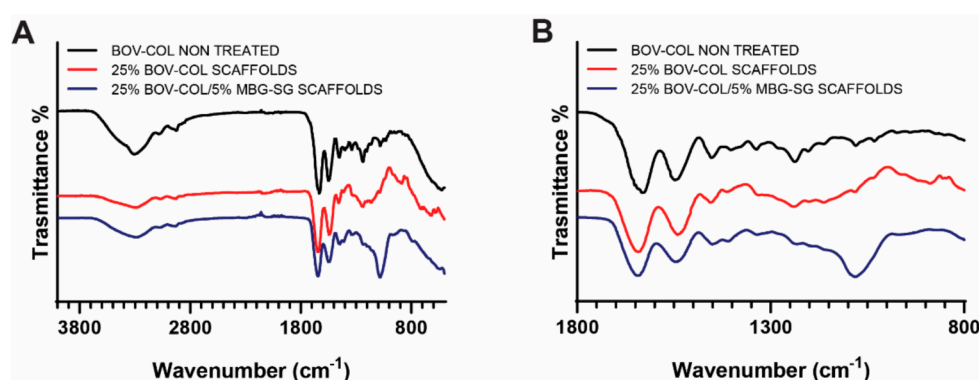 A
BOV-COL NON TREATED
25% BOV-COL SCAFFOLDS
25% BOV-COL/5% MBG-SG SCAFFOLDS
Trasmittance %
3800 2800 1800 800
Wavenumber (cm-1)
B
BOV-COL NON TREATED
25% BOV-COL SCAFFOLDS
25% BOV-COL/5% MBG-SG SCAFFOLDS
Trasmittance %
1800 1300 800
Wavenumber (cm-1)